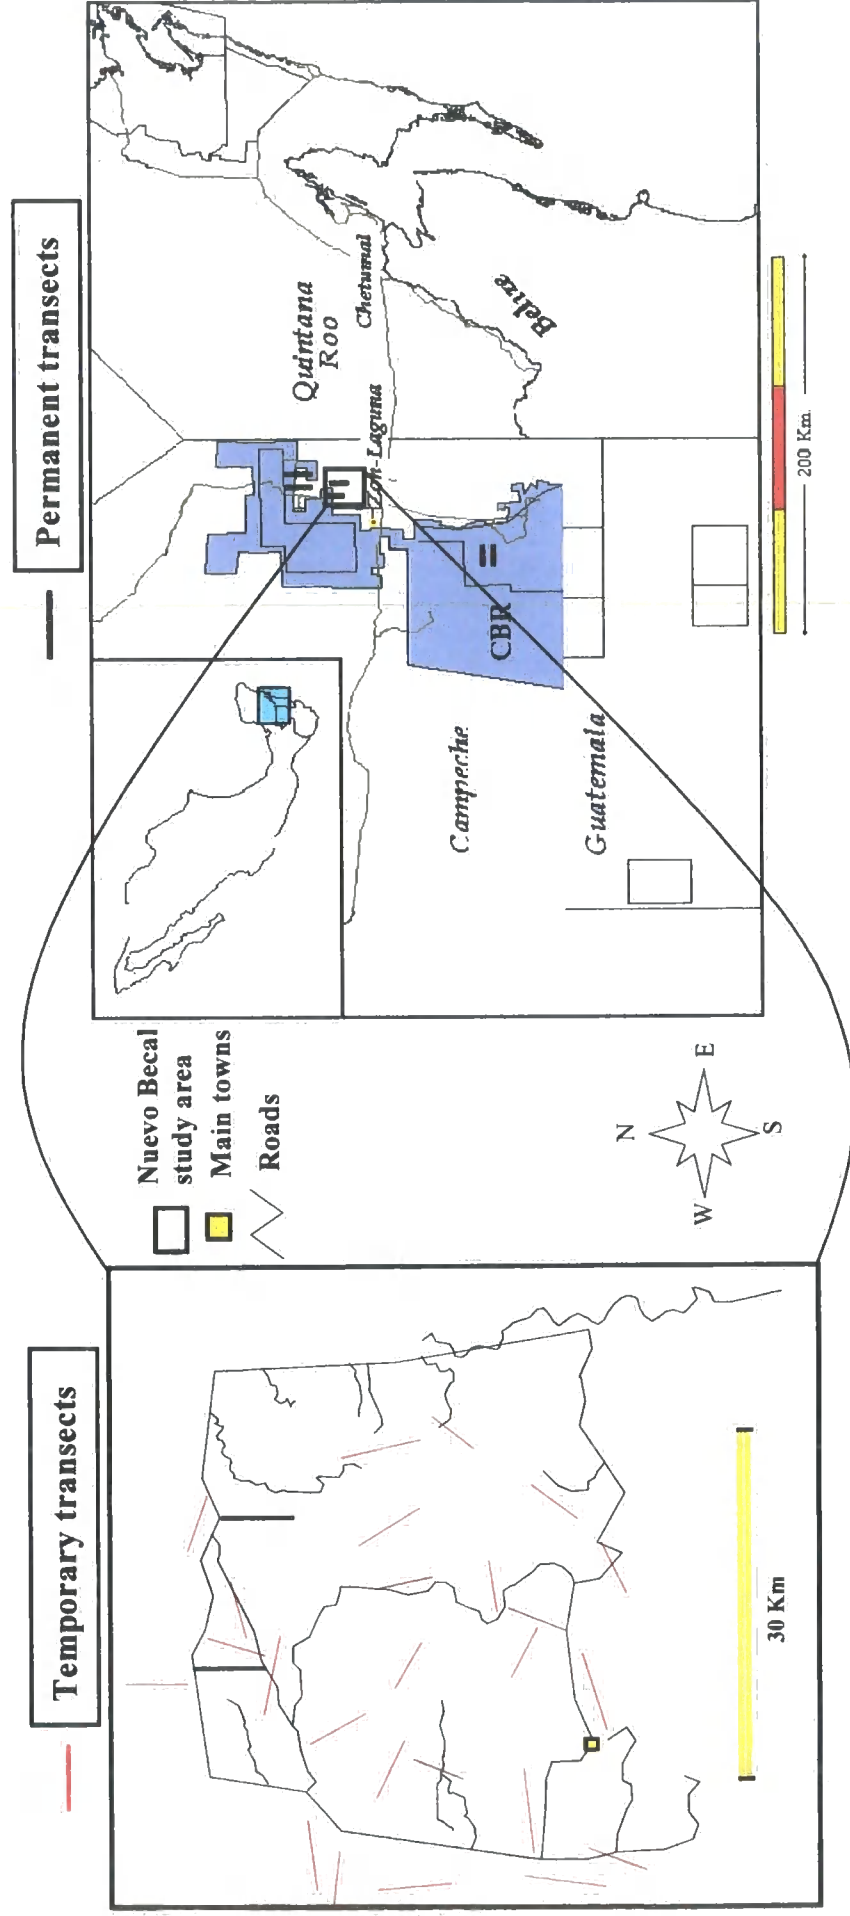 Temporary transects
Permanent transects
Nuevo Becal
study area
Main towns
Roads
N
W
E
S
30 Km
Quintana
Roo
Chetumal
Zoh-Laguna
Belize
CBR
Campeche
Guatemala
200 Km.